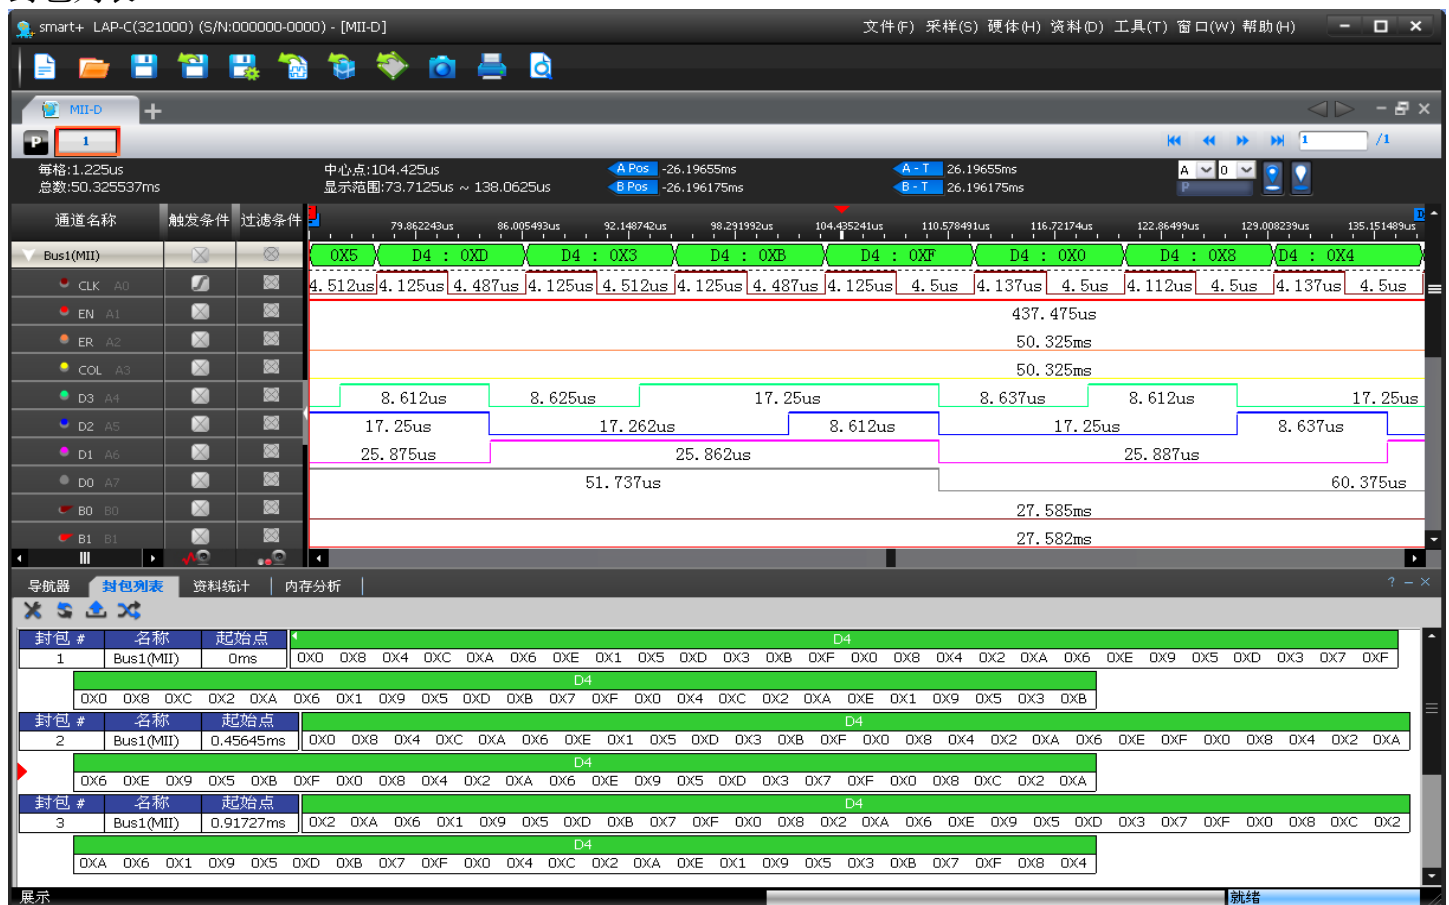 smart+ LAP-C(321000) (S/N:000000-0000) - [MII-D] 文件(F) 采样(S) 硬体(H) 资料(D) 工具(T) 窗口(W) 帮助(H)
MII-D
P 1 1 /1
每格:1.225us 中心点:104.425us A Pos -26.19655ms A - T 26.19655ms A 0
总数:50.325537ms 显示范围:73.7125us ~ 138.0625us B Pos -26.196175ms B - T 26.196175ms P
通道名称 触发条件 过滤条件 79.862243us 86.005493us 92.148742us 98.291992us 104.435241us 110.578491us 116.72174us 122.86499us 129.008239us 135.151489us
Bus1(MII) 0X5 D4 : 0XD D4 : 0X3 D4 : 0XB D4 : 0XF D4 : 0X0 D4 : 0X8 D4 : 0X4
CLK A0 4.512us 4.125us 4.487us 4.125us 4.512us 4.125us 4.487us 4.125us 4.5us 4.137us 4.5us 4.112us 4.5us 4.137us 4.5us
EN A1 437.475us
ER A2 50.325ms
COL A3 50.325ms
D3 A4 8.612us 8.625us 17.25us 8.637us 8.612us 17.25us
D2 A5 17.25us 17.262us 8.612us 17.25us 8.637us
D1 A6 25.875us 25.862us 25.887us
D0 A7 51.737us 60.375us
B0 B0 27.585ms
B1 B1 27.582ms
导航器 封包列表 资料统计 内存分析
封包 # 名称 起始点 D4
1 Bus1(MII) 0ms 0X0 0X8 0X4 0XC 0XA 0X6 0XE 0X1 0X5 0XD 0X3 0XB 0XF 0X0 0X8 0X4 0X2 0XA 0X6 0XE 0X9 0X5 0XD 0X3 0X7 0XF
D4
0X0 0X8 0XC 0X2 0XA 0X6 0X1 0X9 0X5 0XD 0XB 0X7 0XF 0X0 0X4 0XC 0X2 0XA 0XE 0X1 0X9 0X5 0X3 0XB
封包 # 名称 起始点 D4
2 Bus1(MII) 0.45645ms 0X0 0X8 0X4 0XC 0XA 0X6 0XE 0X1 0X5 0XD 0X3 0XB 0XF 0X0 0X8 0X4 0X2 0XA 0X6 0XE 0XF 0X0 0X8 0X4 0X2 0XA
D4
0X6 0XE 0X9 0X5 0XB 0XF 0X0 0X8 0X4 0X2 0XA 0X6 0XE 0X9 0X5 0XD 0X3 0X7 0XF 0X0 0X8 0XC 0X2 0XA
封包 # 名称 起始点 D4
3 Bus1(MII) 0.91727ms 0X2 0XA 0X6 0X1 0X9 0X5 0XD 0XB 0X7 0XF 0X0 0X8 0X2 0XA 0X6 0XE 0X9 0X5 0XD 0X3 0X7 0XF 0X0 0X8 0XC 0X2
D4
0XA 0X6 0X1 0X9 0X5 0XD 0XB 0X7 0XF 0X0 0X4 0XC 0X2 0XA 0XE 0X1 0X9 0X5 0X3 0XB 0X7 0XF 0X8 0X4
展示 就绪